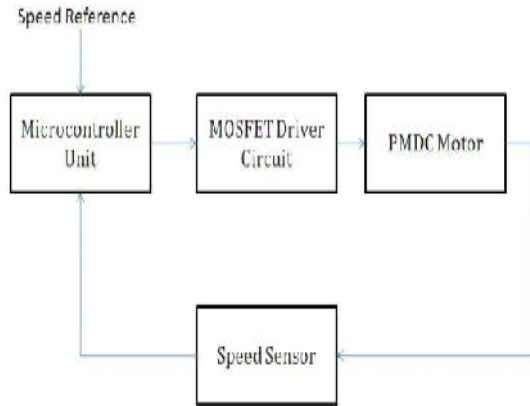 Speed Reference
Microcontroller
Unit
MOSFET Driver
Circuit
PMDC Motor
Speed Sensor